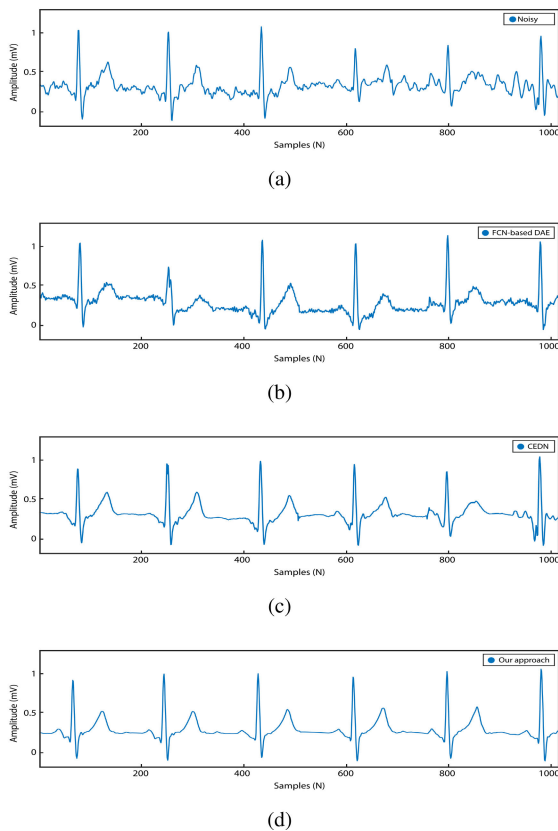 Noisy
Amplitude (mV)
1
0.5
0
200
400
600
800
1000
Samples (N)
(a)
FCN-based DAE
Amplitude (mV)
1
0.5
0
200
400
600
800
1000
Samples (N)
(b)
CEDN
Amplitude (mV)
1
0.5
0
200
400
600
800
1000
Samples (N)
(c)
Our approach
Amplitude (mV)
1
0.5
0
200
400
600
800
1000
Samples (N)
(d)